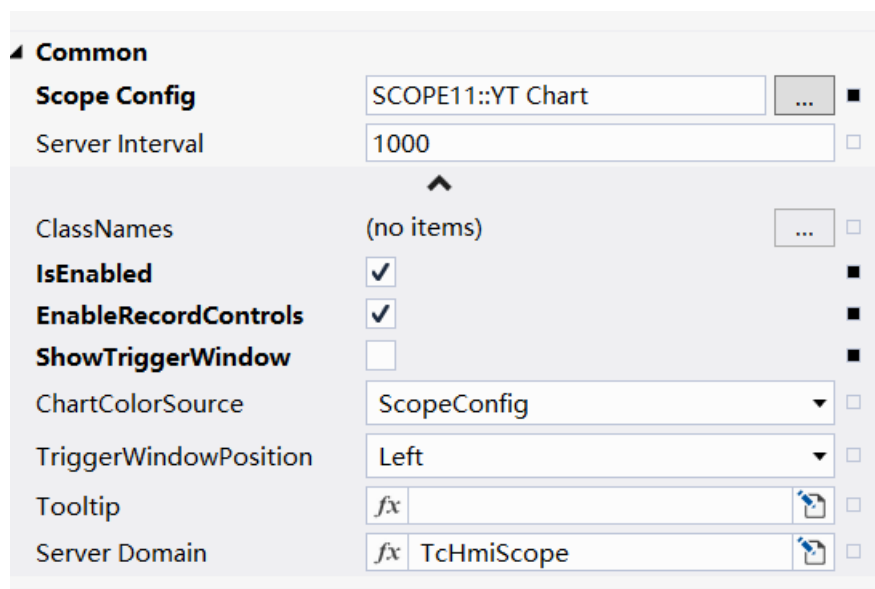 Common
Scope Config SCOPE11::YT Chart ...
Server Interval 1000
ClassNames (no items) ...
IsEnabled
EnableRecordControls
ShowTriggerWindow
ChartColorSource ScopeConfig
TriggerWindowPosition Left
Tooltip fx
Server Domain fx TcHmiScope